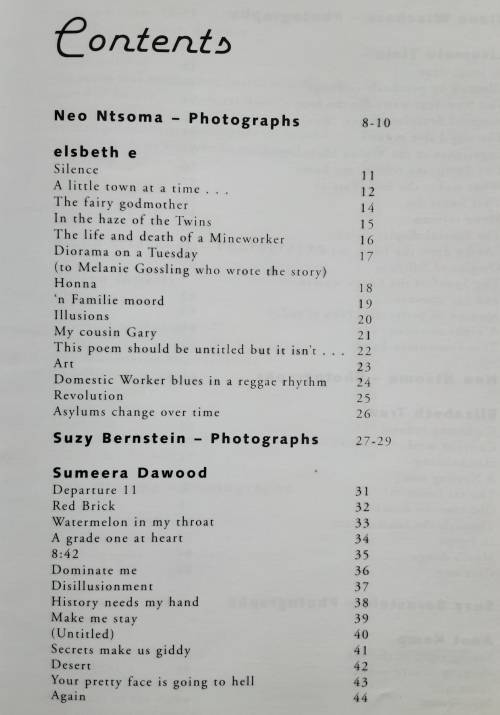 Contents
Neo Ntsoma – Photographs 8-10
elsbeth e
Silence 11
A little town at a time . . . 12
The fairy godmother 14
In the haze of the Twins 15
The life and death of a Mineworker 16
Diorama on a Tuesday 17
(to Melanie Gossling who wrote the story)
Honna 18
'n Familie moord 19
Illusions 20
My cousin Gary 21
This poem should be untitled but it isn't . . . 22
Art 23
Domestic Worker blues in a reggae rhythm 24
Revolution 25
Asylums change over time 26
Suzy Bernstein – Photographs 27-29
Sumeera Dawood
Departure 11 31
Red Brick 32
Watermelon in my throat 33
A grade one at heart 34
8:42 35
Dominate me 36
Disillusionment 37
History needs my hand 38
Make me stay 39
(Untitled) 40
Secrets make us giddy 41
Desert 42
Your pretty face is going to hell 43
Again 44